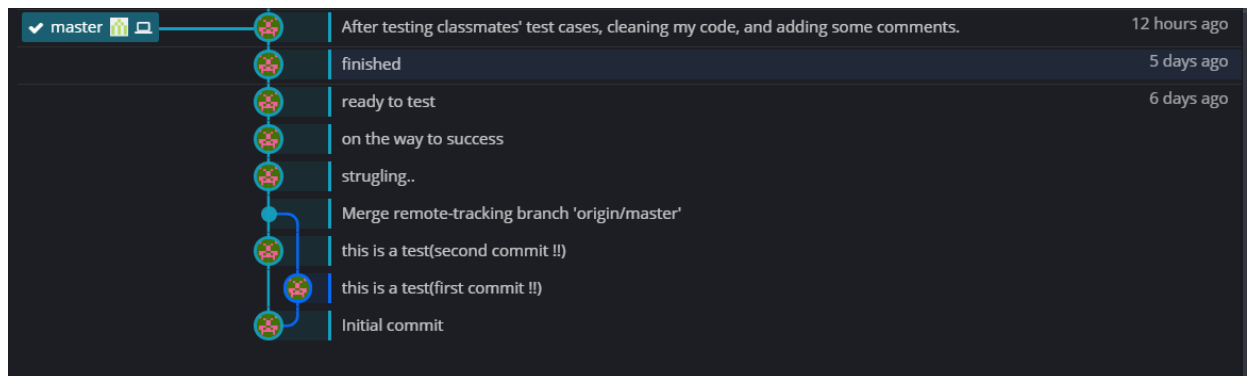 master After testing classmates' test cases, cleaning my code, and adding some comments. 12 hours ago
finished 5 days ago
ready to test 6 days ago
on the way to success
strugling..
Merge remote-tracking branch 'origin/master'
this is a test(second commit !!)
this is a test(first commit !!)
Initial commit